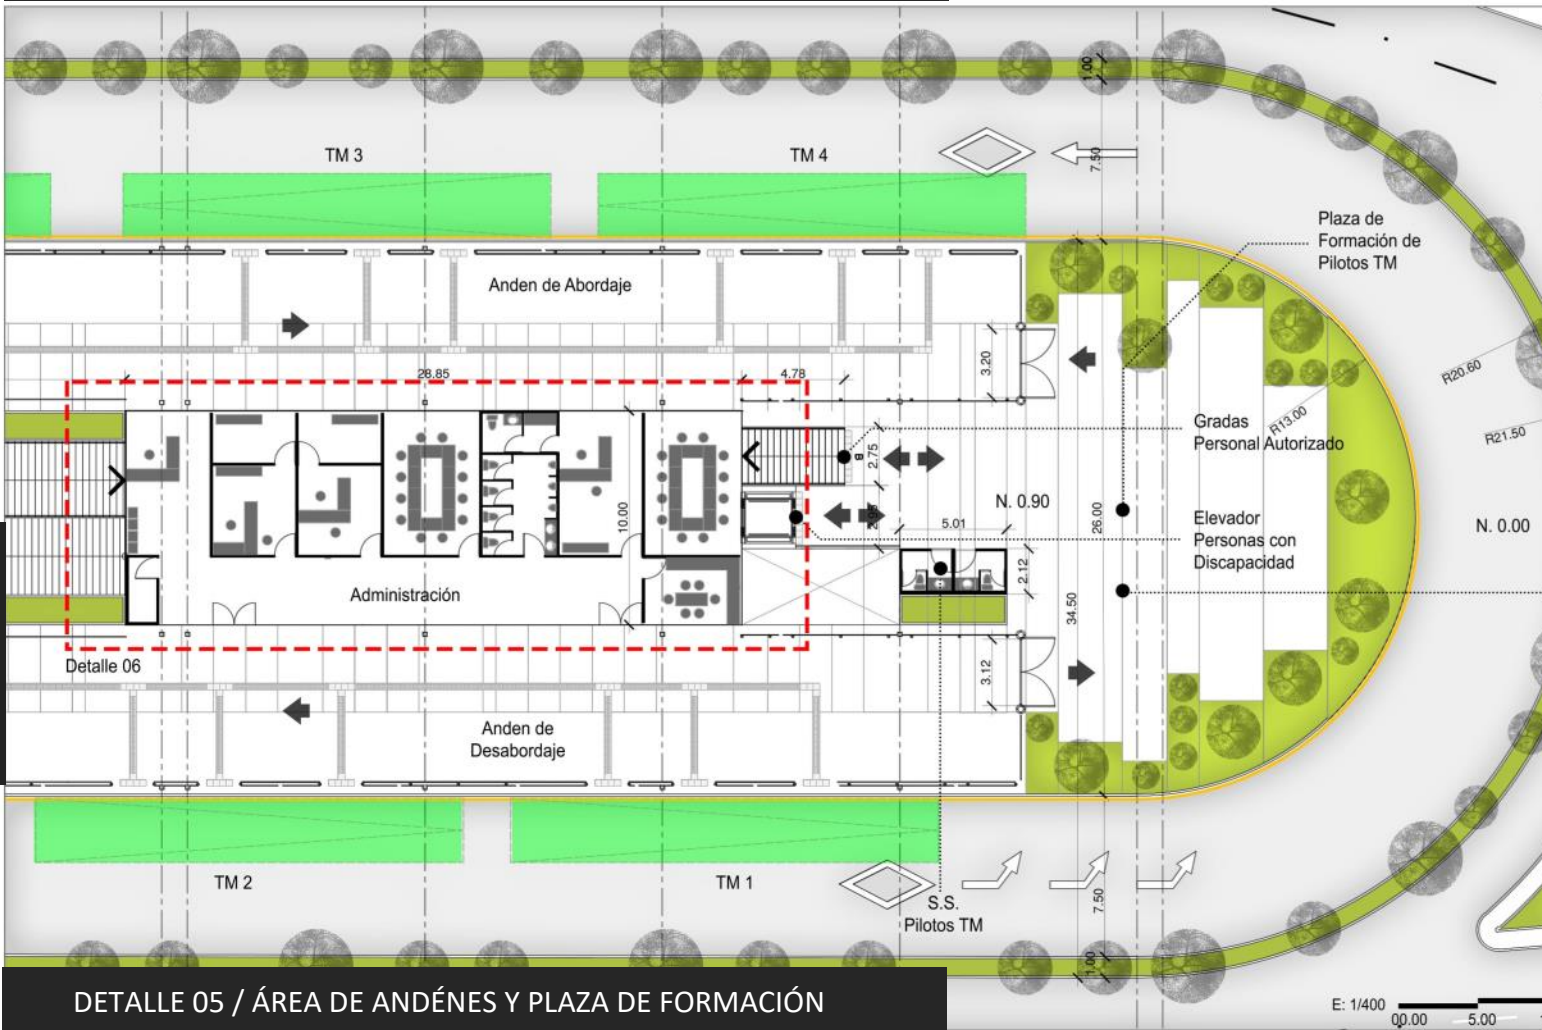 1.00
TM 3
TM 4
7.50
Plaza de
Formación de
Pilotos TM
Anden de Abordaje
3.20
28.85
4.78
R20.60
R13.00
R21.50
Gradas
Personal Autorizado
B
2.75
10.00
N. 0.90
26.00
5.01
N. 0.00
Elevador
Personas con
Discapacidad
2.12
Administración
34.50
Detalle 06
3.12
Anden de
Desabordaje
TM 2
TM 1
S.S.
Pilotos TM
7.50
1.00
DETALLE 05 / ÁREA DE ANDÉNES Y PLAZA DE FORMACIÓN
E: 1/400
00.00
5.00